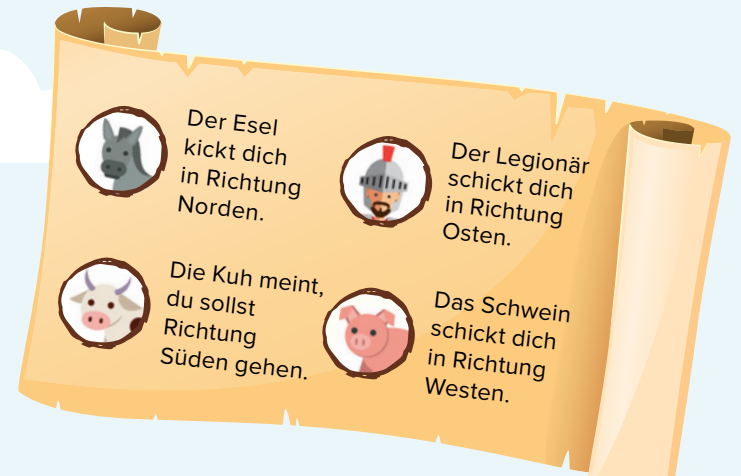 Der Esel
kickt dich
in Richtung
Norden.
Der Legionär
schickt dich
in Richtung
Osten.
Die Kuh meint,
du sollst
Richtung
Süden gehen.
Das Schwein
schickt dich
in Richtung
Westen.